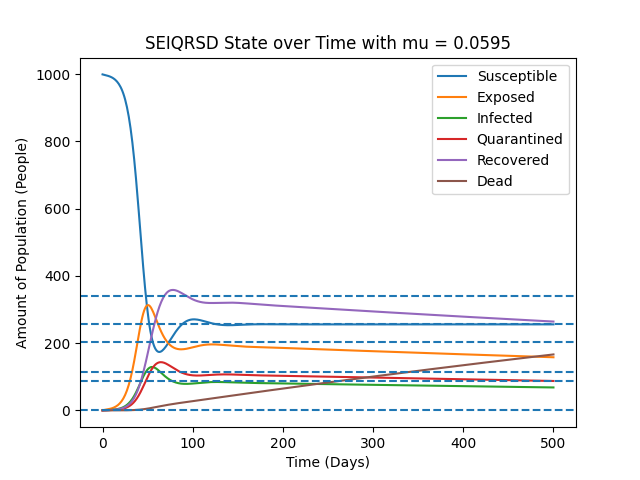 SEIQRSD State over Time with mu = 0.0595
Amount of Population (People)
1000
800
600
400
200
0
Susceptible
Exposed
Infected
Quarantined
Recovered
Dead
0 100 200 300 400 500
Time (Days)